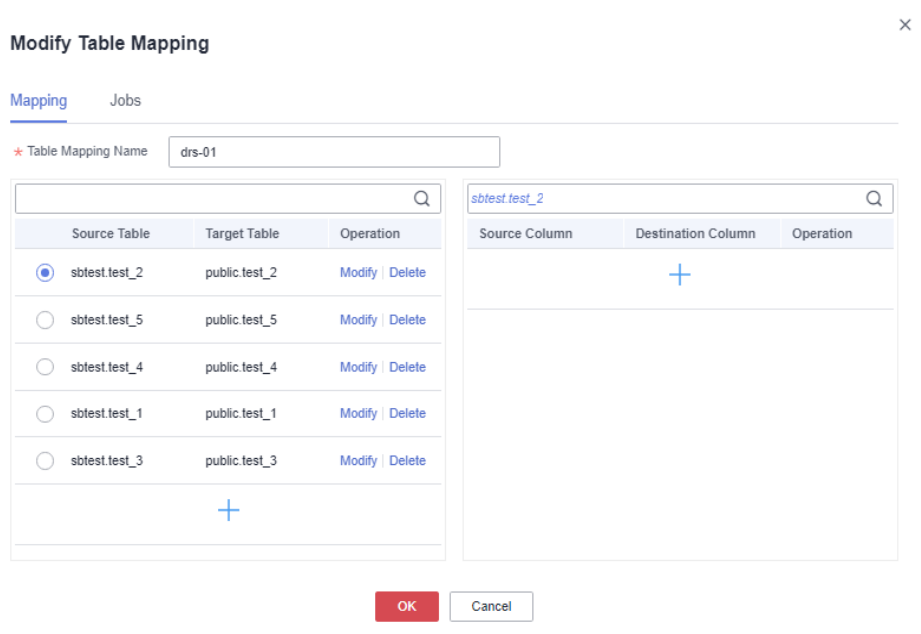 Modify Table Mapping
Mapping Jobs
* Table Mapping Name drs-01
sbtest.test_2
Source Table Target Table Operation Source Column Destination Column Operation
sbtest.test_2 public.test_2 Modify | Delete
sbtest.test_5 public.test_5 Modify | Delete
sbtest.test_4 public.test_4 Modify | Delete
sbtest.test_1 public.test_1 Modify | Delete
sbtest.test_3 public.test_3 Modify | Delete
OK Cancel